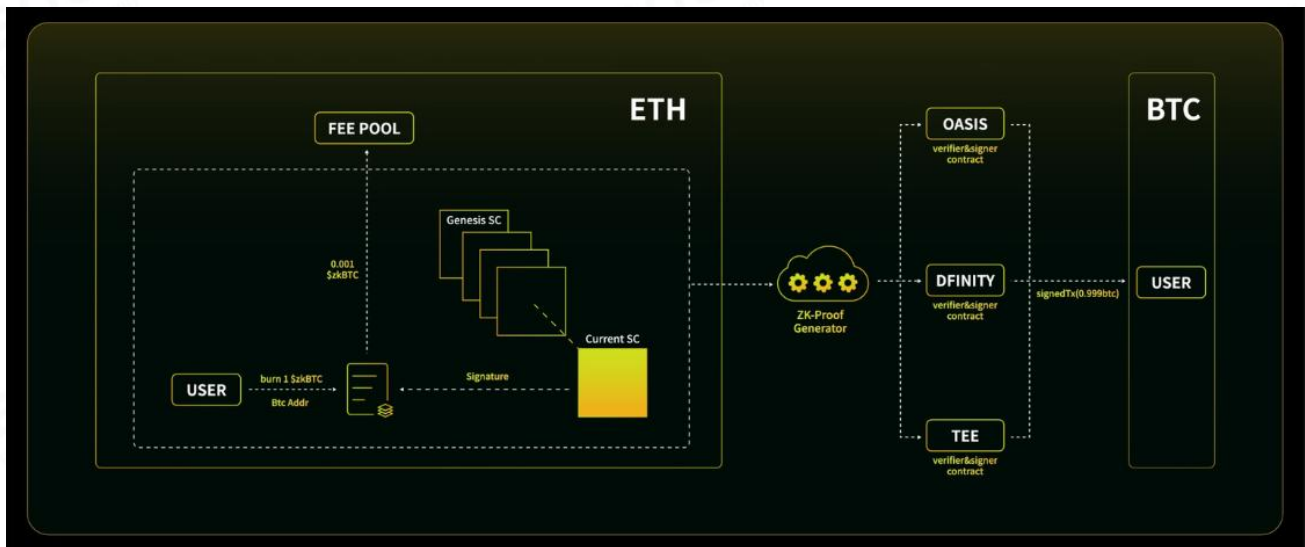 ETH
FEE POOL
Genesis SC
0.001
$zkBTC
Current SC
USER
burn 1 $zkBTC
Btc Addr
Signature
ZK-Proof
Generator
OASIS
verifier&signer
contract
DFINITY
verifier&signer
contract
TEE
verifier&signer
contract
signedTx(0.999btc)
BTC
USER